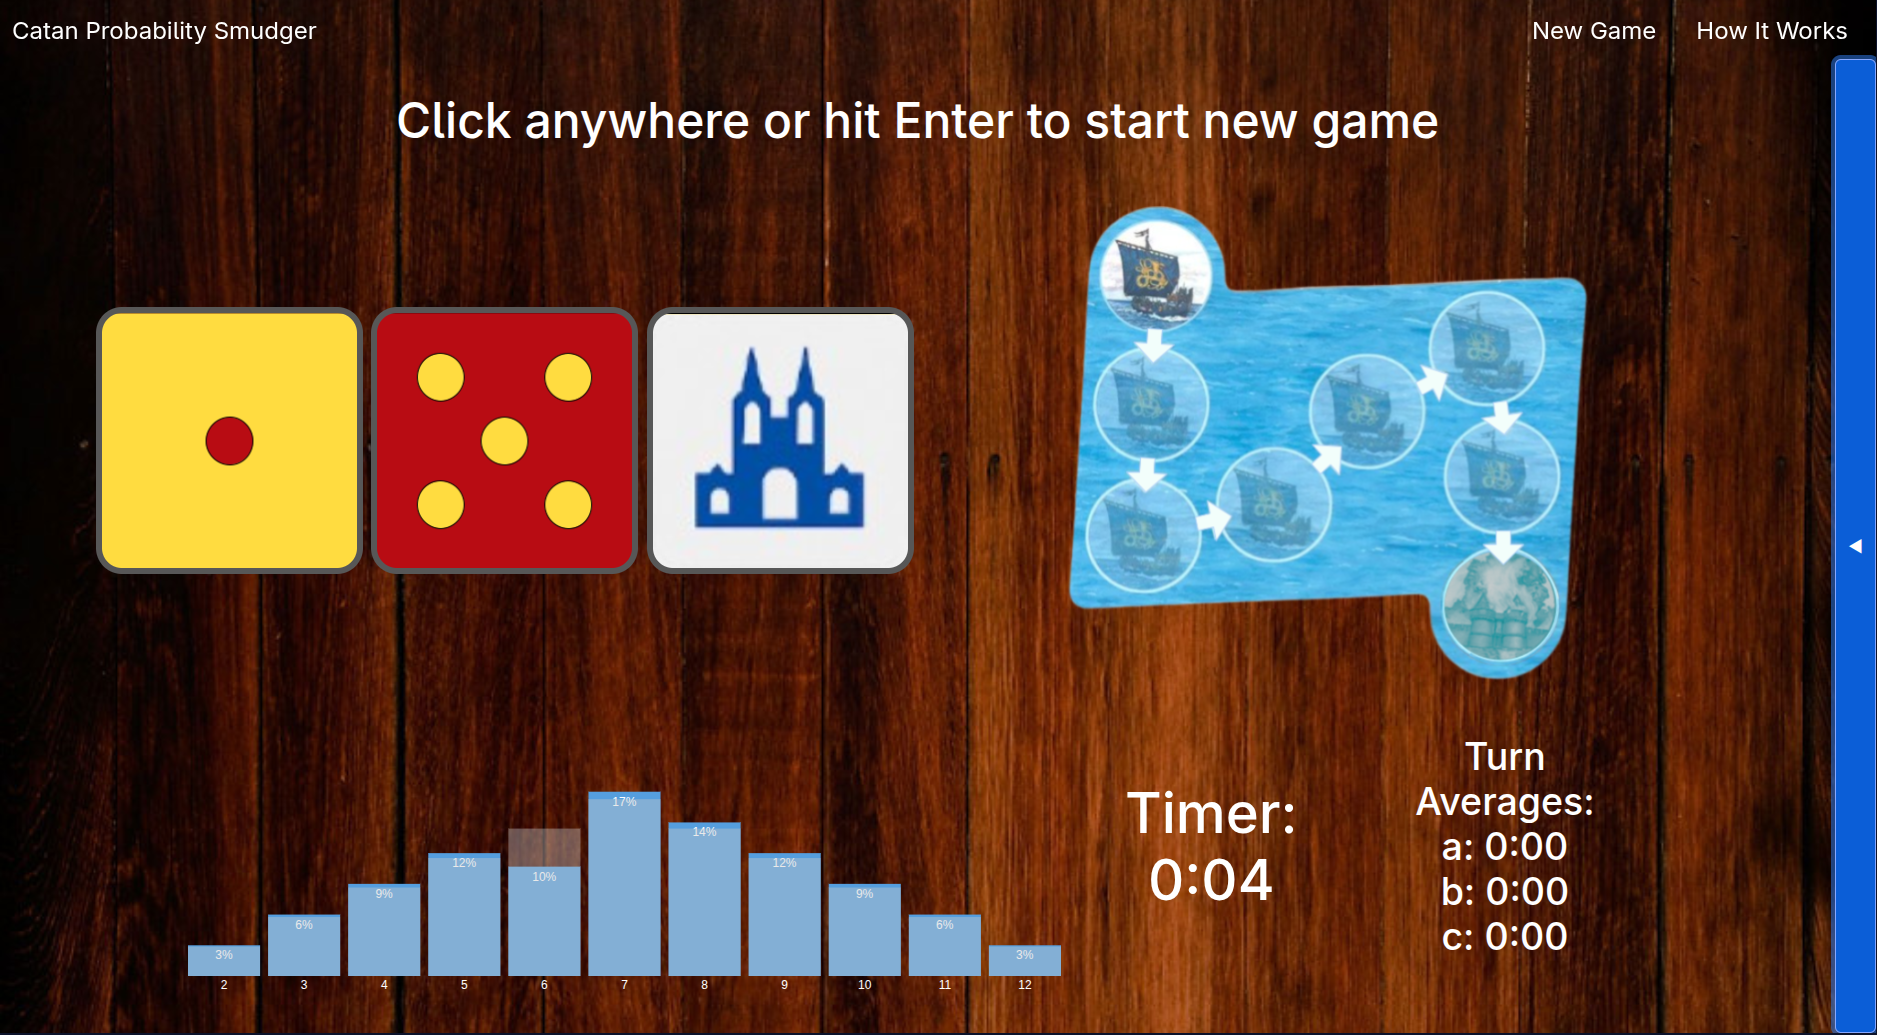 Catan Probability Smudger
New Game
How It Works
Click anywhere or hit Enter to start new game
Turn
Averages:
a: 0:00
b: 0:00
c: 0:00
Timer:
0:04
3%
6%
9%
12%
10%
17%
14%
12%
9%
6%
3%
2
3
4
5
6
7
8
9
10
11
12